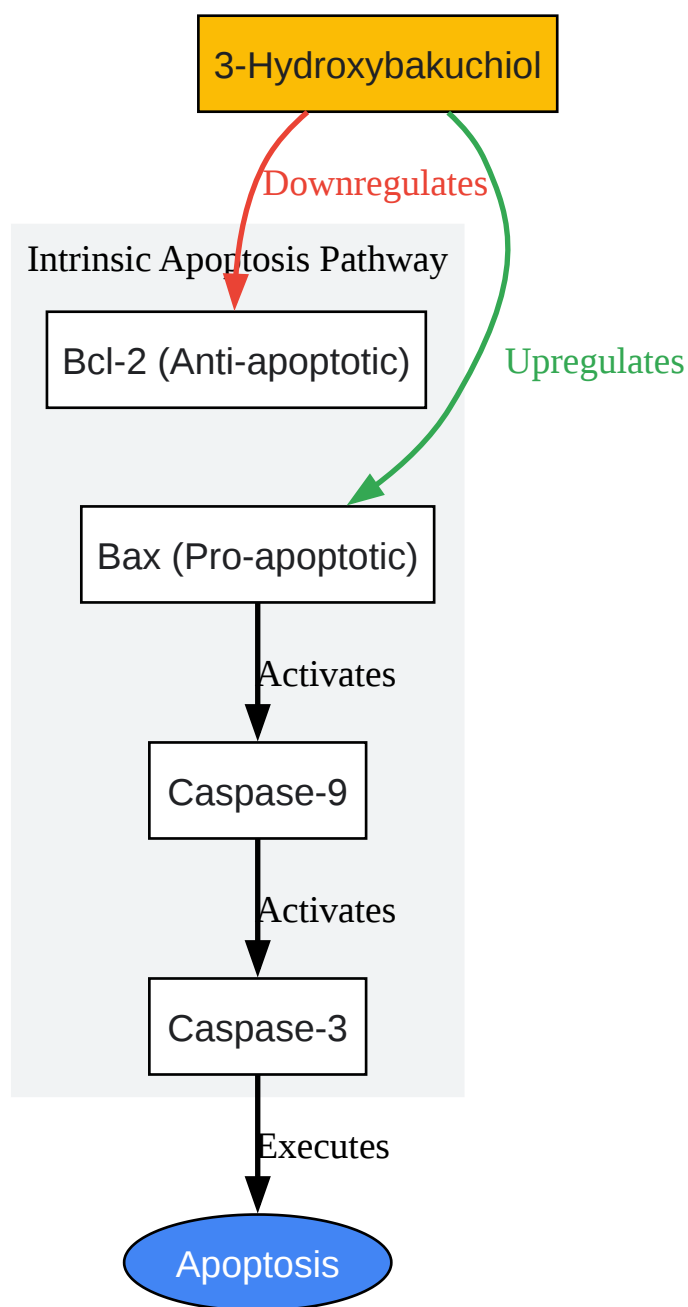 3-Hydroxybakuchiol
Downregulates
Intrinsic Apoptosis Pathway
Bcl-2 (Anti-apoptotic)
Upregulates
Bax (Pro-apoptotic)
Activates
Caspase-9
Activates
Caspase-3
Executes
Apoptosis